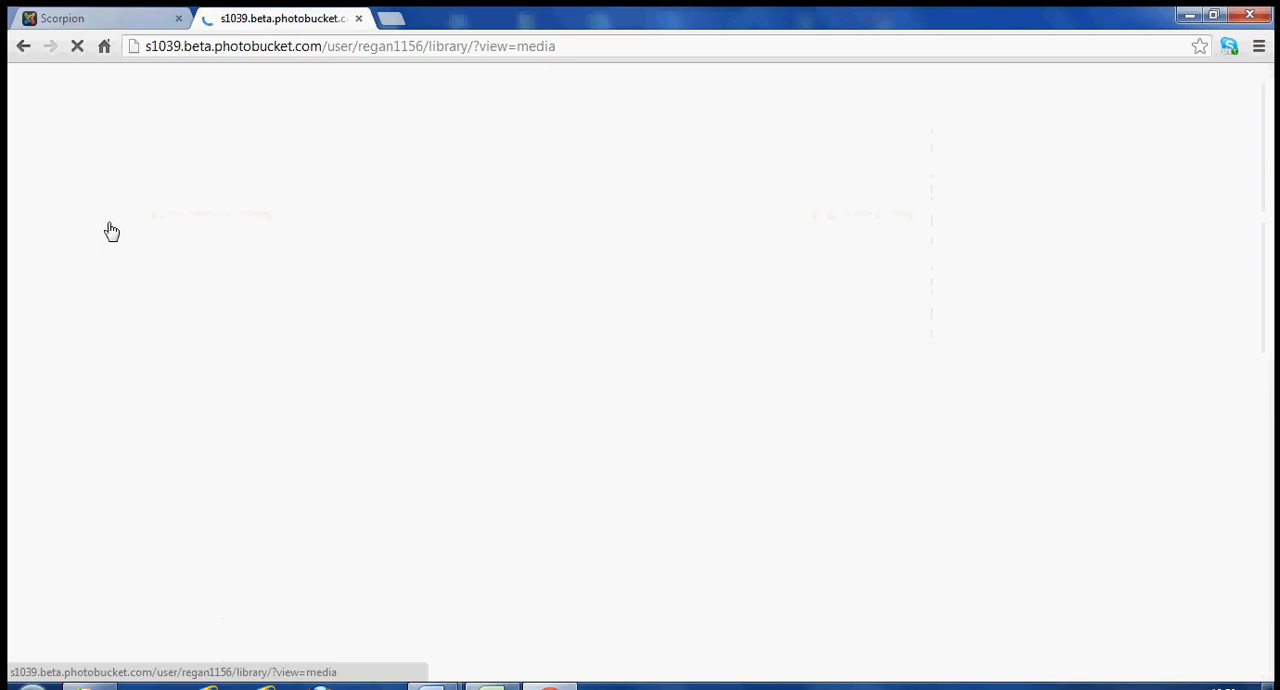 Scorpion
s1039.beta.photobucket.c
s1039.beta.photobucket.com/user/regan1156/library/?view=media
s1039.beta.photobucket.com/user/regan1156/library/?view=media